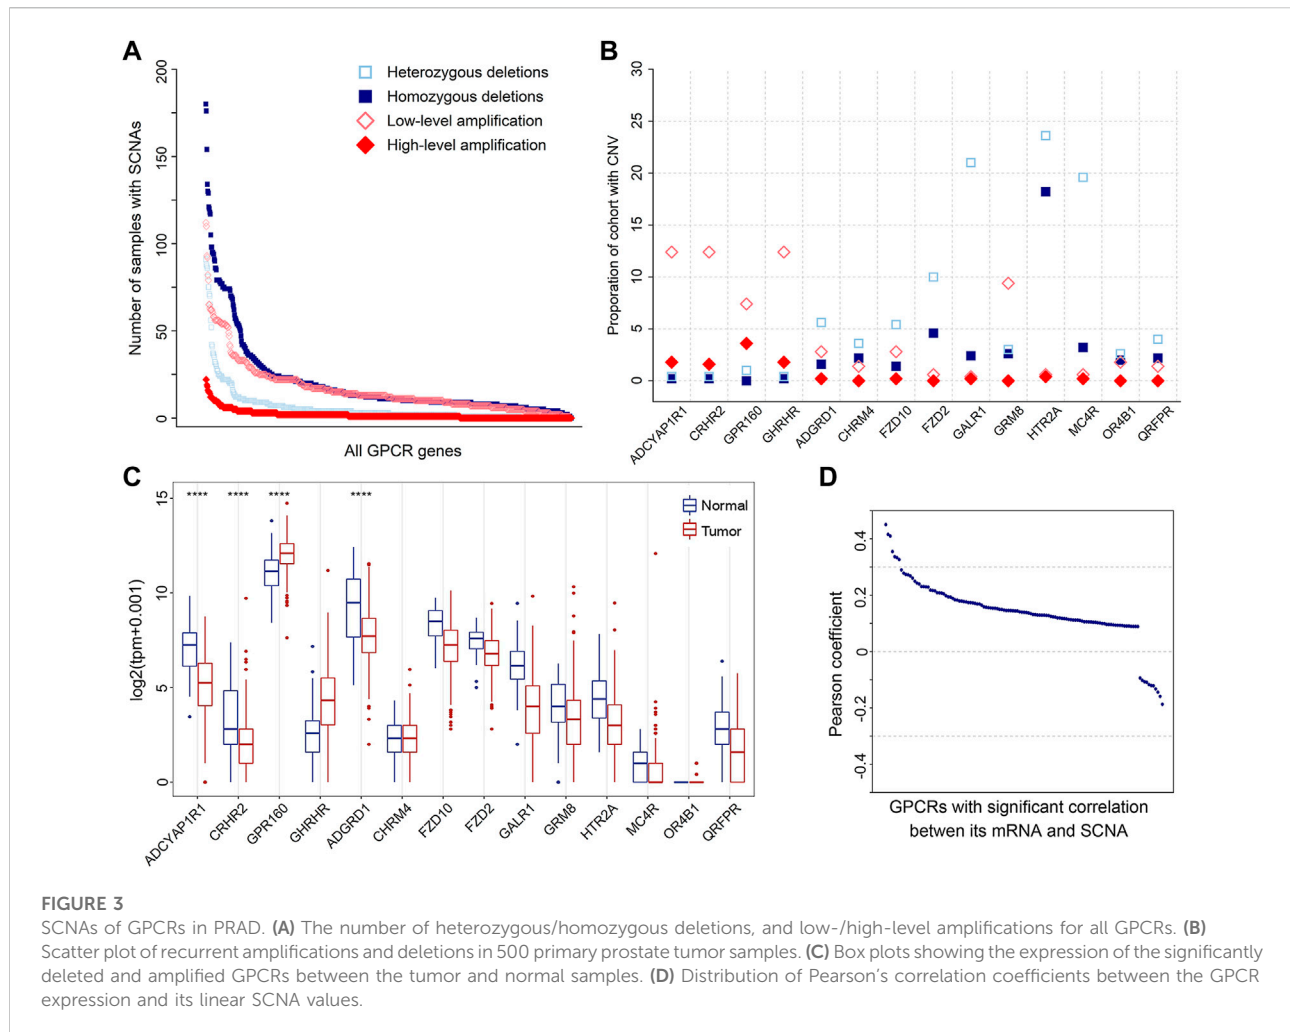 A
Number of samples with SCNAs
200
150
100
50
0
Heterozygous deletions
Homozygous deletions
Low-level amplification
High-level amplification
All GPCR genes
B
Proporation of cohort with CNV
30
25
20
15
10
5
0
ADCYAP1R1
CRHR2
GPR160
GHRHR
ADGRD1
CHRM4
FZD10
FZD2
GALR1
GRM8
HTR2A
MC4R
OR4B1
QRFPR
C
log2(tpm+0.001)
15
10
5
0
**** **** **** ****
Normal
Tumor
ADCYAP1R1
CRHR2
GPR160
GHRHR
ADGRD1
CHRM4
FZD10
FZD2
GALR1
GRM8
HTR2A
MC4R
OR4B1
QRFPR
D
Pearson coefficient
0.4
0.2
0
-0.4
GPCRs with significant correlation
betwen its mRNA and SCNA
FIGURE 3
SCNAs of GPCRs in PRAD. (A) The number of heterozygous/homozygous deletions, and low-/high-level amplifications for all GPCRs. (B)
Scatter plot of recurrent amplifications and deletions in 500 primary prostate tumor samples. (C) Box plots showing the expression of the significantly
deleted and amplified GPCRs between the tumor and normal samples. (D) Distribution of Pearson's correlation coefficients between the GPCR
expression and its linear SCNA values.